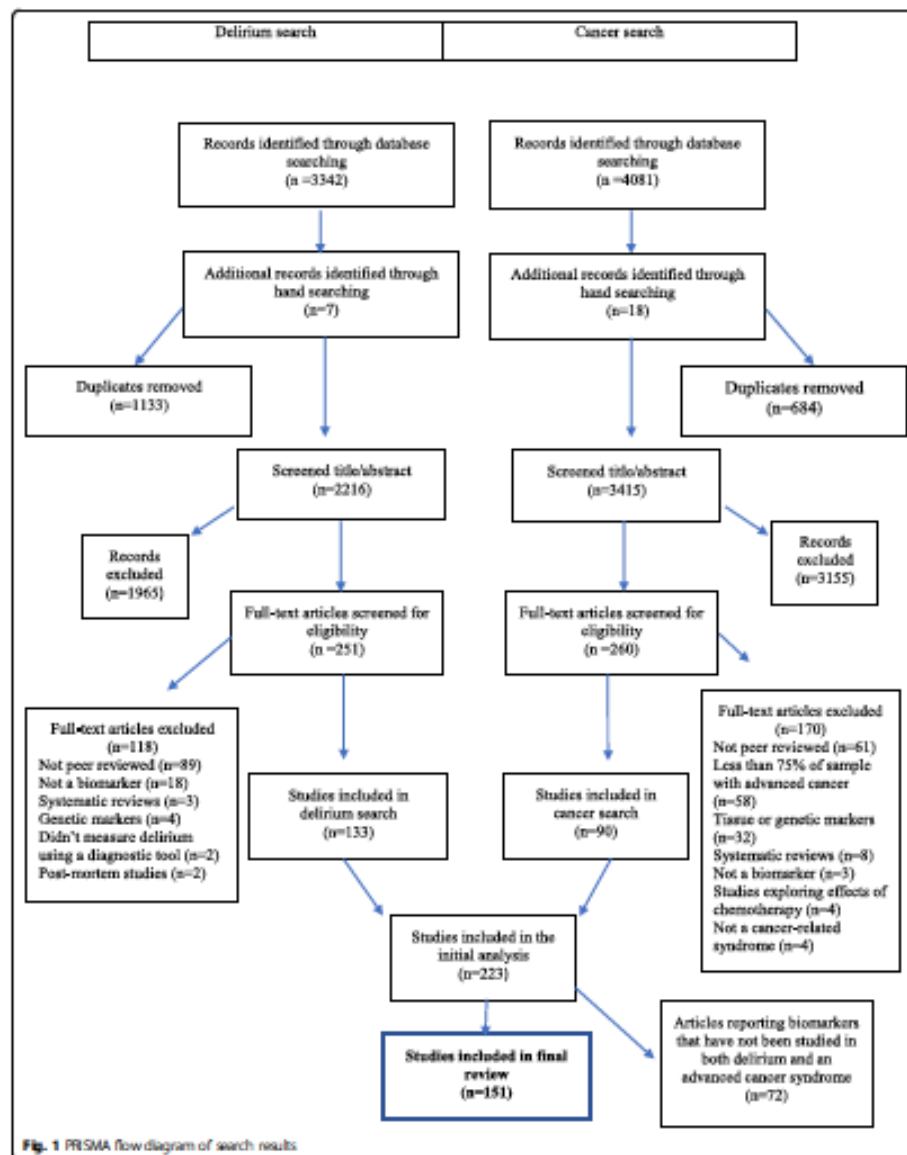 Delirium search
Cancer search
Records identified through database
searching
(n =3342)
Records identified through database
searching
(n =4081)
Additional records identified through
hand searching
(n=7)
Additional records identified through
hand searching
(n=18)
Duplicates removed
(n=1133)
Duplicates removed
(n=684)
Screened title/abstract
(n=2216)
Screened title/abstract
(n=3415)
Records
excluded
(n=1965)
Records
excluded
(n=3155)
Full-text articles screened for
eligibility
(n =251)
Full-text articles screened for
eligibility
(n =260)
Full-text articles excluded
(n=118)
Not peer reviewed (n=89)
Not a biomarker (n=18)
Systematic reviews (n=3)
Genetic markers (n=4)
Didn't measure delirium
using a diagnostic tool (n=2)
Post-mortem studies (n=2)
Studies included in
delirium search
(n=133)
Studies included in
cancer search
(n=90)
Full-text articles excluded
(n=170)
Not peer reviewed (n=61)
Less than 75% of sample
with advanced cancer
(n=58)
Tissue or genetic markers
(n=32)
Systematic reviews (n=8)
Not a biomarker (n=3)
Studies exploring effects of
chemotherapy (n=4)
Not a cancer-related
syndrome (n=4)
Studies included in the
initial analysis
(n=223)
Studies included in final
review
(n=151)
Articles reporting biomarkers
that have not been studied in
both delirium and an
advanced cancer syndrome
(n=72)
Fig. 1 PRISMA flow diagram of search results